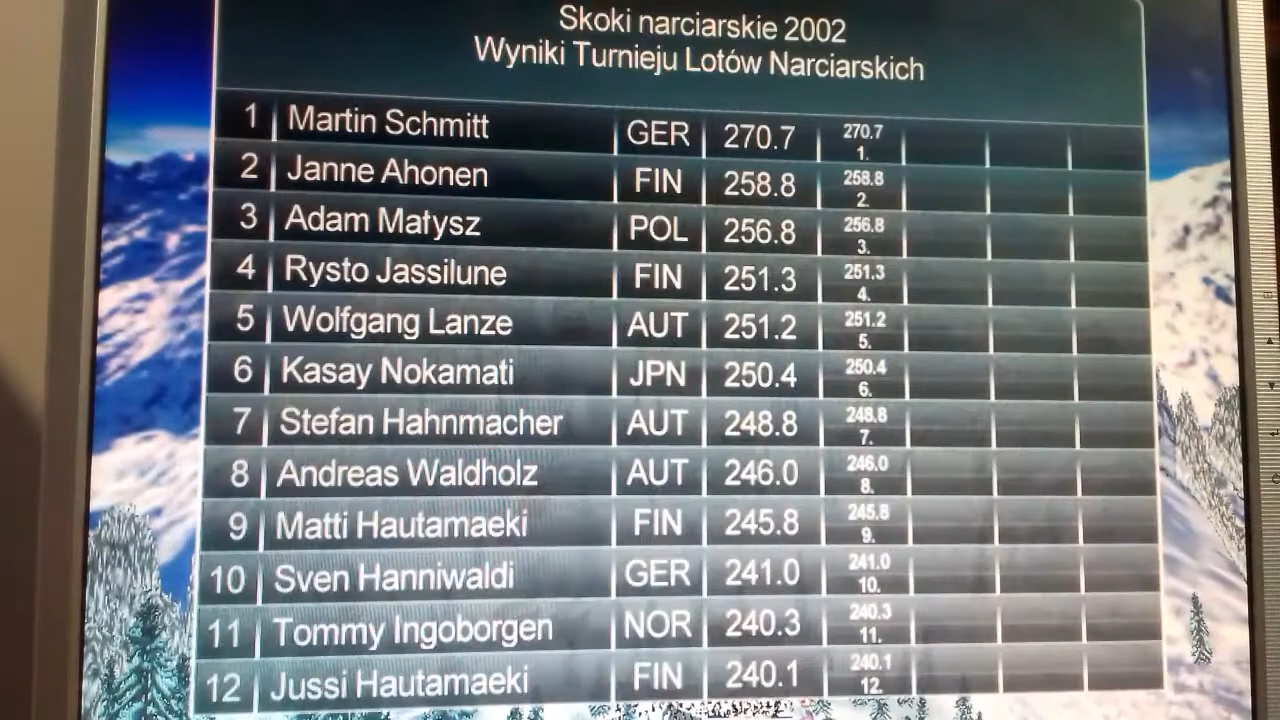 Skoki narciarskie 2002
Wyniki Turnieju Lotów Narciarskich
1 Martin Schmitt GER 270.7 270.7 1.
2 Janne Ahonen FIN 258.8 258.8 2.
3 Adam Małysz POL 256.8 256.8 3.
4 Rysto Jassilune FIN 251.3 251.3 4.
5 Wolfgang Lanze AUT 251.2 251.2 5.
6 Kasay Nokamati JPN 250.4 250.4 6.
7 Stefan Hahnmacher AUT 248.8 248.8 7.
8 Andreas Waldholz AUT 246.0 246.0 8.
9 Matti Hautamaeki FIN 245.8 245.8 9.
10 Sven Hanniwaldi GER 241.0 241.0 10.
11 Tommy Ingoborgen NOR 240.3 240.3 11.
12 Jussi Hautamaeki FIN 240.1 240.1 12.